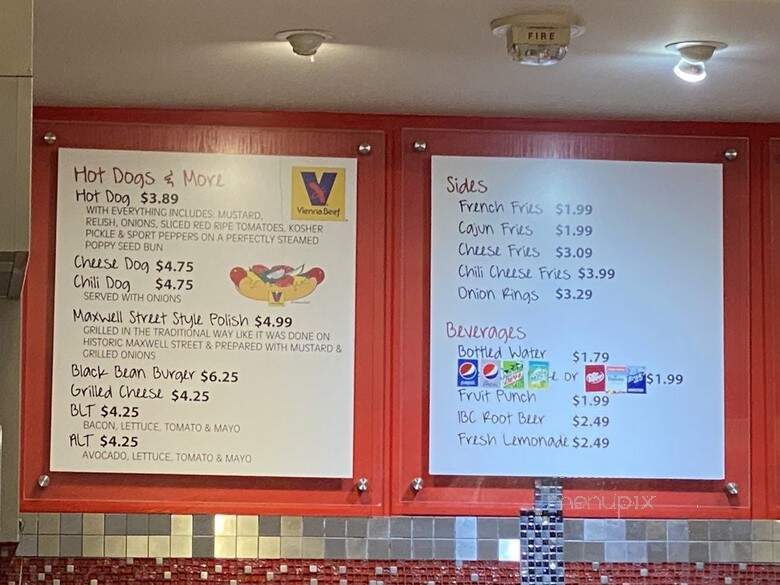 FIRE
Hot Dogs & More
Hot Dog $3.89
WITH EVERYTHING INCLUDES: MUSTARD,
RELISH, ONIONS, SLICED RED RIPE TOMATOES, KOSHER
PICKLE & SPORT PEPPERS ON A PERFECTLY STEAMED
POPPY SEED BUN
V
Vienna Beef
Cheese Dog $4.75
Chili Dog $4.75
SERVED WITH ONIONS
Maxwell Street Style Polish $4.99
GRILLED IN THE TRADITIONAL WAY LIKE IT WAS DONE ON
HISTORIC MAXWELL STREET & PREPARED WITH MUSTARD &
GRILLED ONIONS
Black Bean Burger $6.25
Grilled Cheese $4.25
BLT $4.25
BACON, LETTUCE, TOMATO & MAYO
ALT $4.25
AVOCADO, LETTUCE, TOMATO & MAYO
Sides
French Fries $1.99
Cajun Fries $1.99
Cheese Fries $3.09
Chili Cheese Fries $3.99
Onion Rings $3.29
Beverages
Bottled Water $1.79
or $1.99
Fruit Punch $1.99
IBC Root Beer $2.49
Fresh Lemonade $2.49
menupix